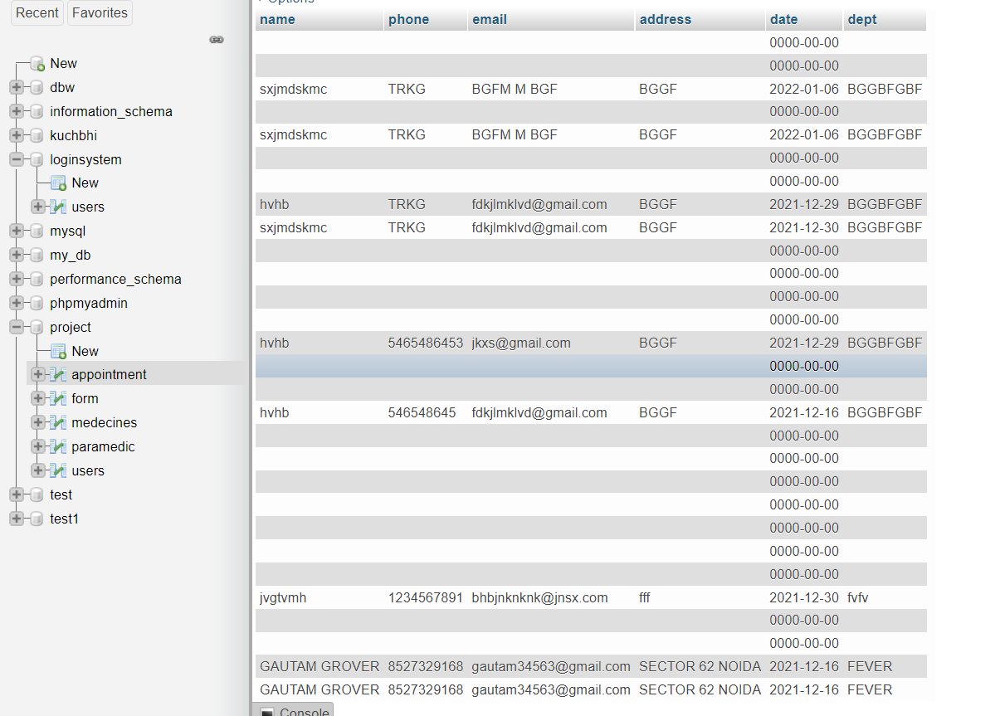 Recent Favorites
New
dbw
information_schema
kuchbhi
loginsystem
New
users
mysql
my_db
performance_schema
phpmyadmin
project
New
appointment
form
medecines
paramedic
users
test
test1
Options
name phone email address date dept
0000-00-00
0000-00-00
sxjmdskmc TRKG BGFM M BGF BGGF 2022-01-06 BGGBFGBF
0000-00-00
sxjmdskmc TRKG BGFM M BGF BGGF 2022-01-06 BGGBFGBF
0000-00-00
0000-00-00
hvhb TRKG fdkjlmklvd@gmail.com BGGF 2021-12-29 BGGBFGBF
sxjmdskmc TRKG fdkjlmklvd@gmail.com BGGF 2021-12-30 BGGBFGBF
0000-00-00
0000-00-00
0000-00-00
0000-00-00
hvhb 5465486453 jkxs@gmail.com BGGF 2021-12-29 BGGBFGBF
0000-00-00
0000-00-00
hvhb 546548645 fdkjlmklvd@gmail.com BGGF 2021-12-16 BGGBFGBF
0000-00-00
0000-00-00
0000-00-00
0000-00-00
0000-00-00
0000-00-00
0000-00-00
jvgtvmh 1234567891 bhbjnknknk@jnsx.com fff 2021-12-30 fvfv
0000-00-00
0000-00-00
GAUTAM GROVER 8527329168 gautam34563@gmail.com SECTOR 62 NOIDA 2021-12-16 FEVER
GAUTAM GROVER 8527329168 gautam34563@gmail.com SECTOR 62 NOIDA 2021-12-16 FEVER
Console